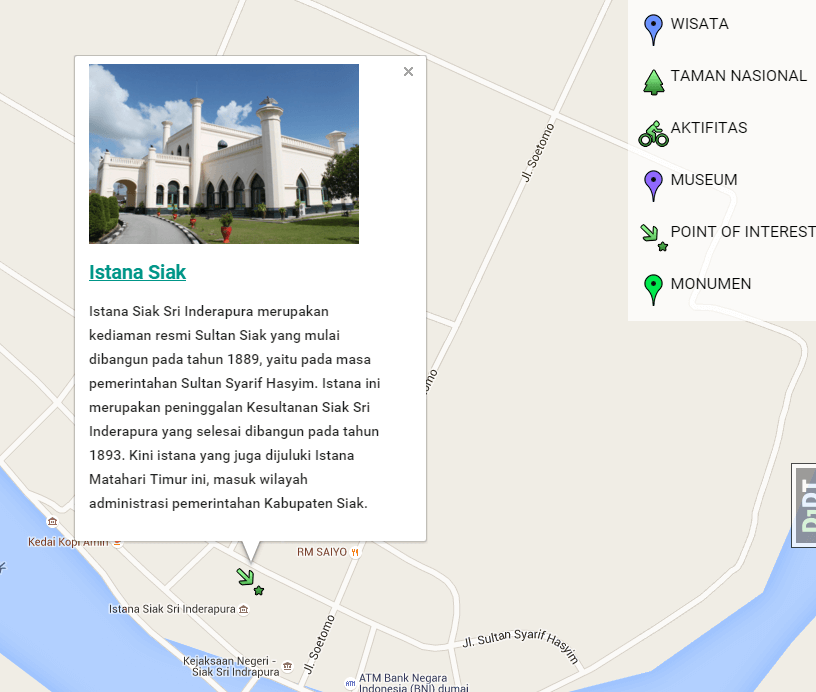 WISATA
TAMAN NASIONAL
AKTIFITAS
MUSEUM
POINT OF INTEREST
MONUMEN
Jl. Soetomo
Istana Siak
Istana Siak Sri Inderapura merupakan
kediaman resmi Sultan Siak yang mulai
dibangun pada tahun 1889, yaitu pada masa
pemerintahan Sultan Syarif Hasyim. Istana ini
merupakan peninggalan Kesultanan Siak Sri
Inderapura yang selesai dibangun pada tahun
1893. Kini istana yang juga dijuluki Istana
Matahari Timur ini, masuk wilayah
administrasi pemerintahan Kabupaten Siak.
omo
DiDT
Kedai Kopi Amin
RM SAIYO
Istana Siak Sri Inderapura
Jl. Soetomo
Jl. Sultan Syarif Hasyim
Kejaksaan Negeri -
Siak Sri Indrapura
ATM Bank Negara
Indonesia (BNI) dumai